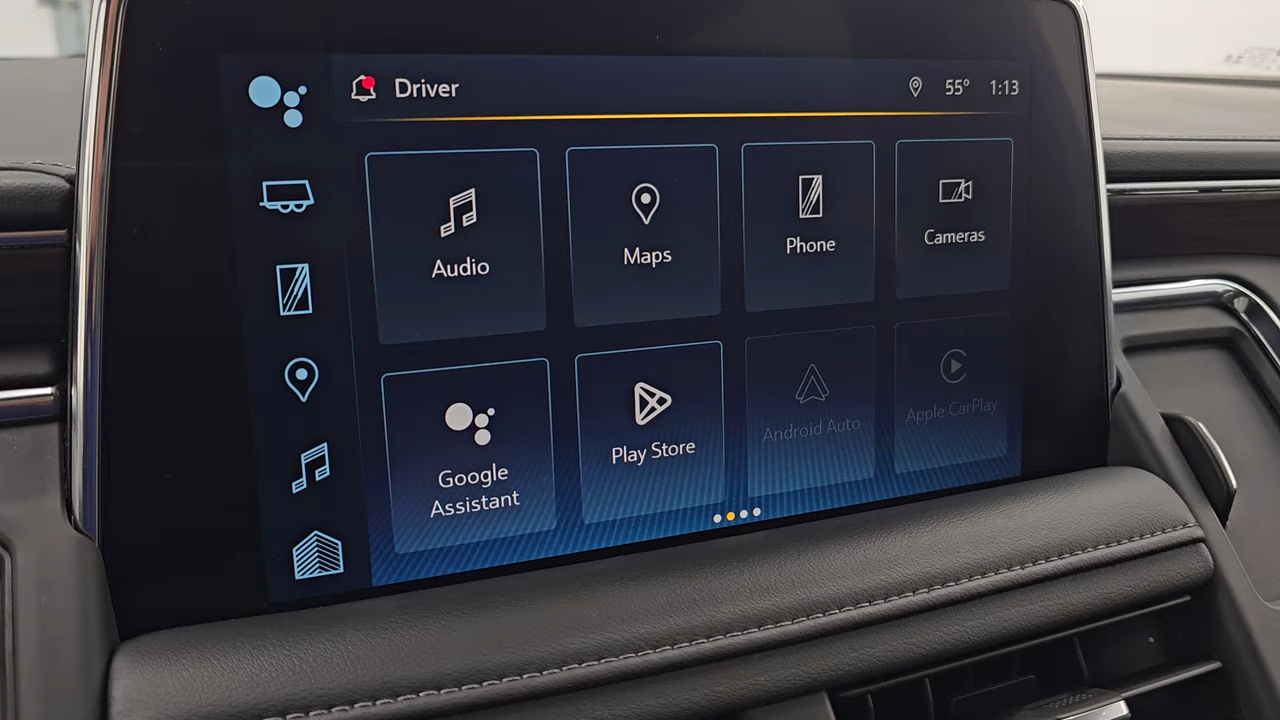 Driver
55° 1:13
Audio
Maps
Phone
Cameras
Google
Assistant
Play Store
Android Auto
Apple CarPlay